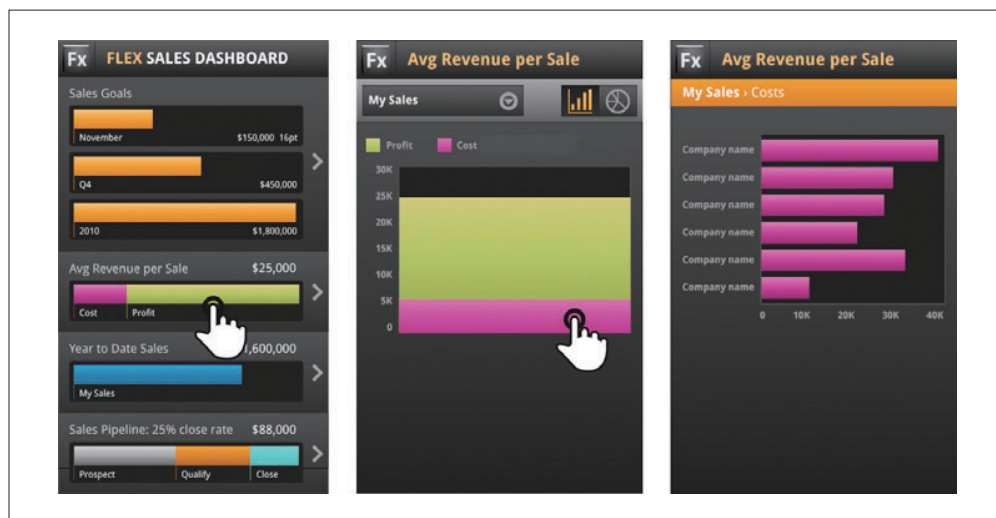 Fx FLEX SALES DASHBOARD
Sales Goals
November $150,000 16pt
Q4 $450,000
2010 $1,800,000
Avg Revenue per Sale $25,000
Cost Profit
Year to Date Sales 1,600,000
My Sales
Sales Pipeline: 25% close rate $88,000
Prospect Qualify Close
Fx Avg Revenue per Sale
My Sales
Profit Cost
30K
25K
20K
15K
10K
5K
0
Fx Avg Revenue per Sale
My Sales › Costs
Company name
Company name
Company name
Company name
Company name
Company name
0 10K 20K 30K 40K